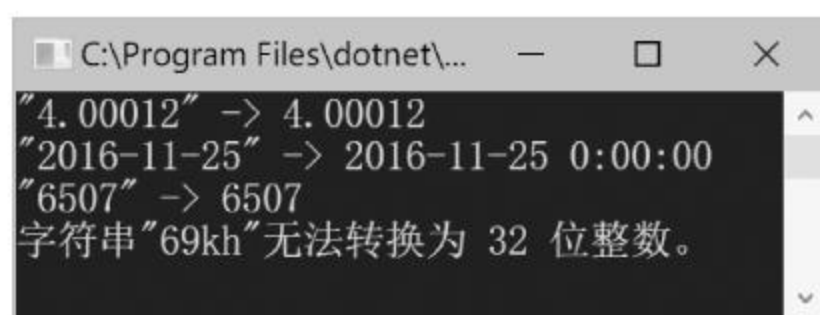 C:\Program Files\dotnet\...
"4.00012" -> 4.00012
"2016-11-25" -> 2016-11-25 0:00:00
"6507" -> 6507
字符串"69kh"无法转换为 32 位整数。